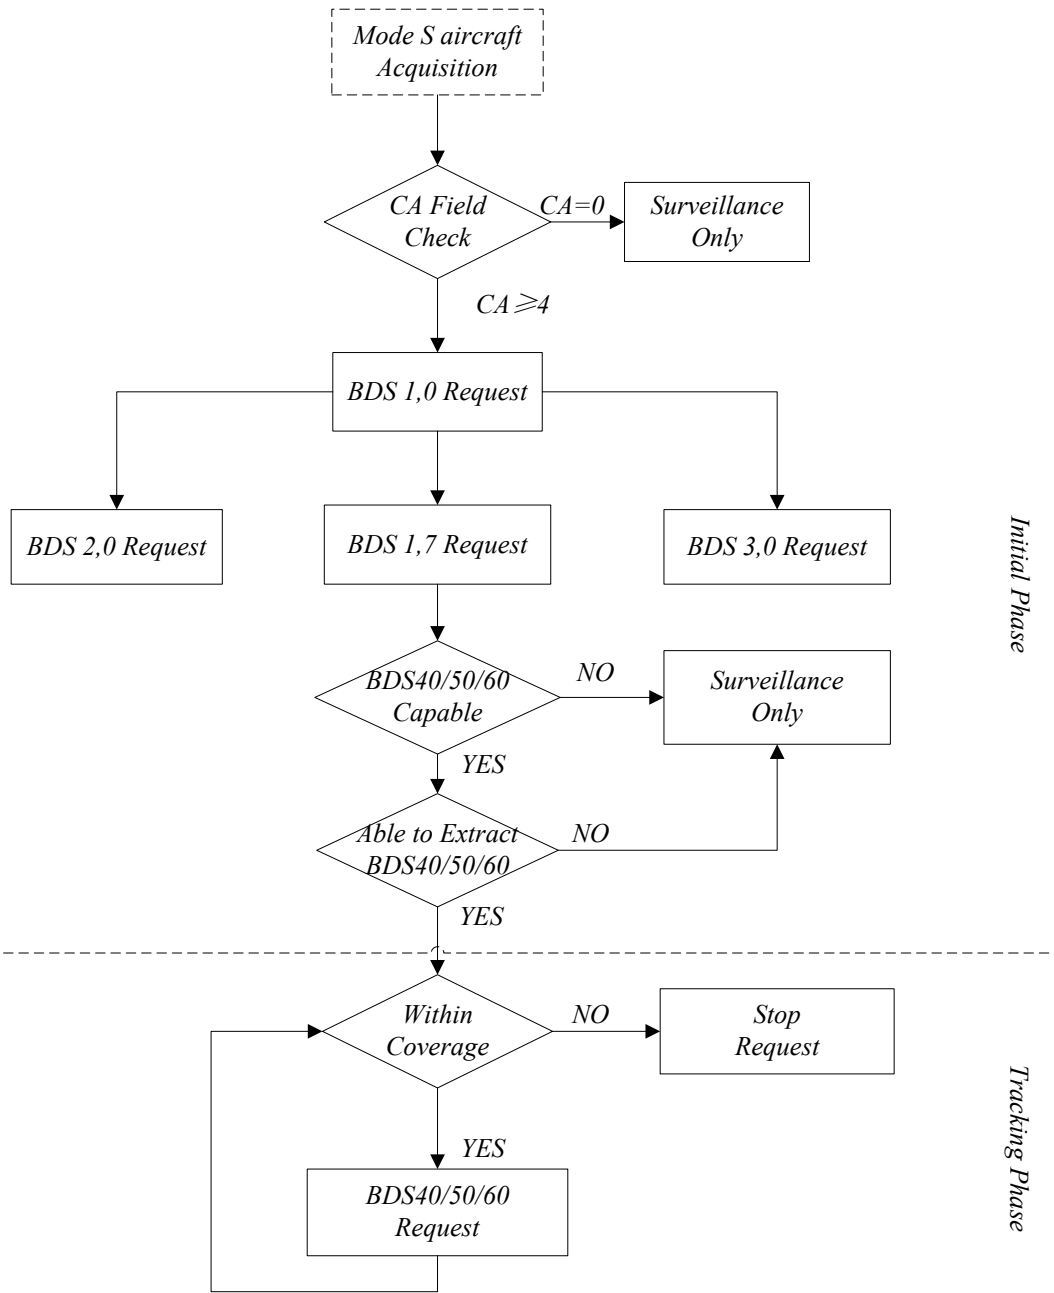 Mode S aircraft
Acquisition
CA Field
Check
CA=0
Surveillance
Only
CA≥4
BDS 1,0 Request
BDS 2,0 Request
BDS 1,7 Request
BDS 3,0 Request
Initial Phase
BDS40/50/60
Capable
NO
Surveillance
Only
YES
Able to Extract
BDS40/50/60
NO
YES
Within
Coverage
NO
Stop
Request
Tracking Phase
YES
BDS40/50/60
Request